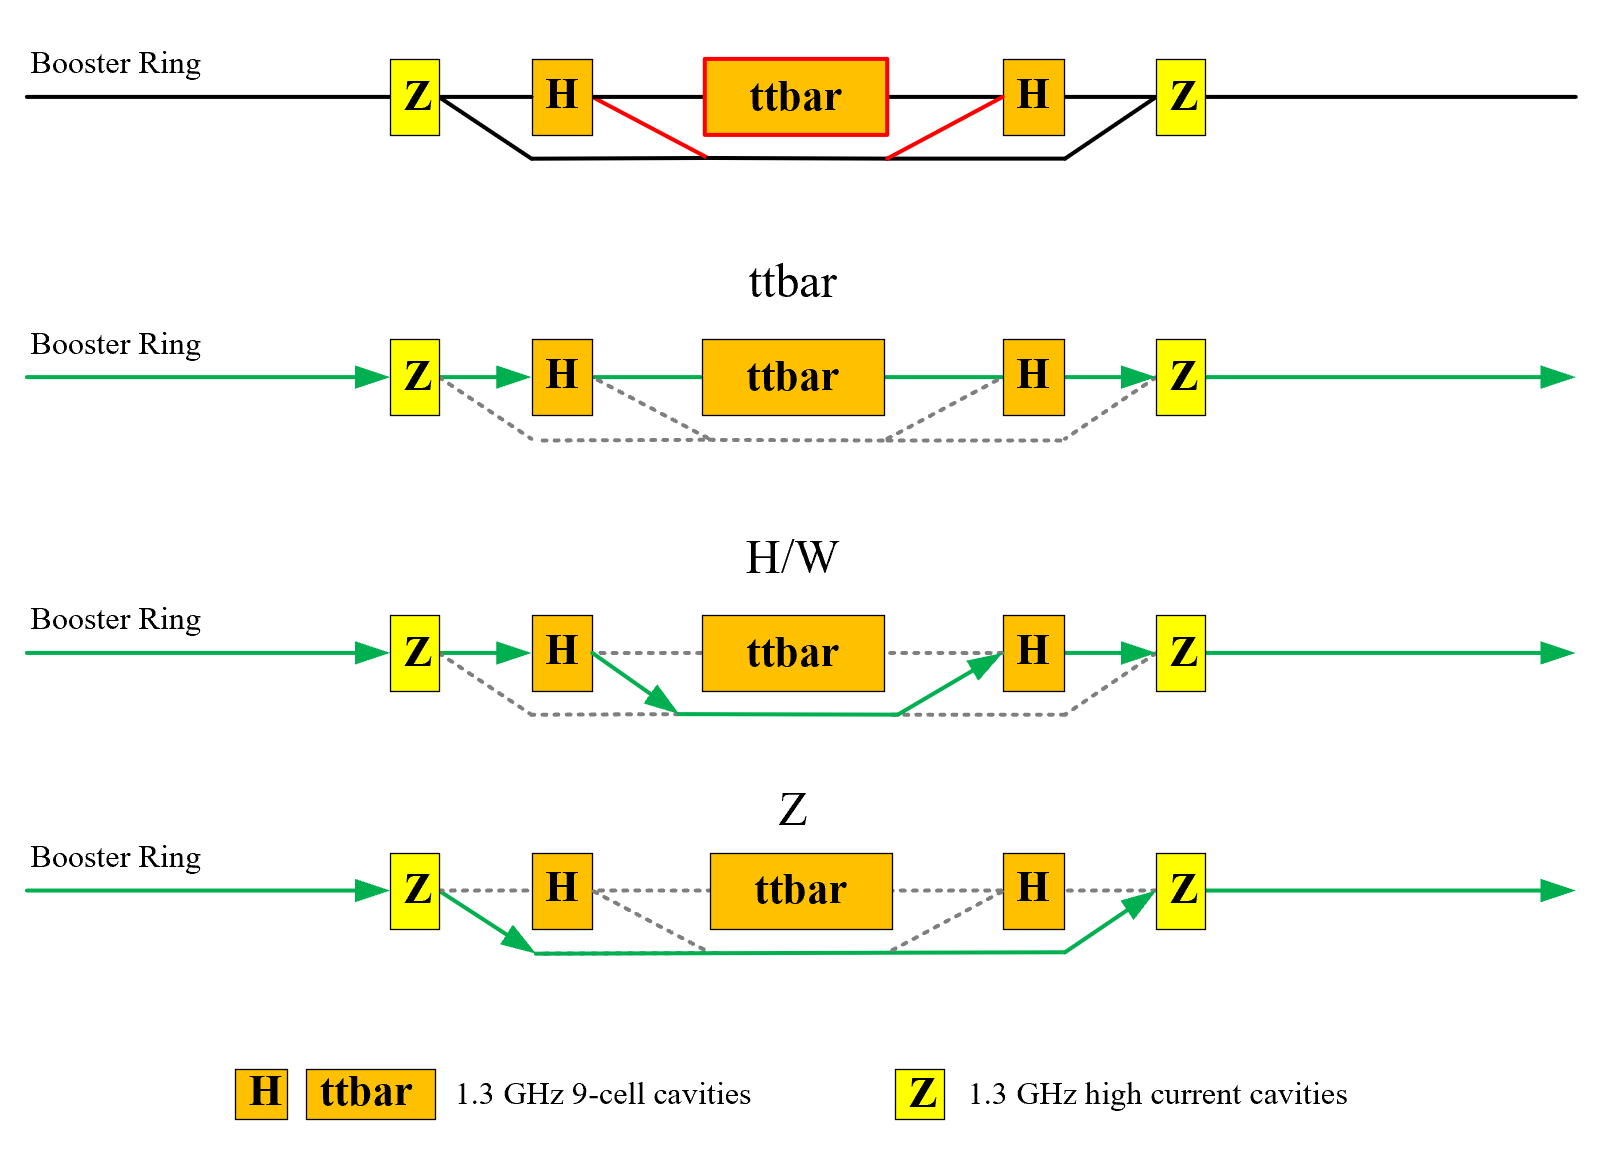 Booster Ring
Z H ttbar H Z
ttbar
Booster Ring
Z H ttbar H Z
H/W
Booster Ring
Z H ttbar H Z
Z
Booster Ring
Z H ttbar H Z
H ttbar 1.3 GHz 9-cell cavities Z 1.3 GHz high current cavities